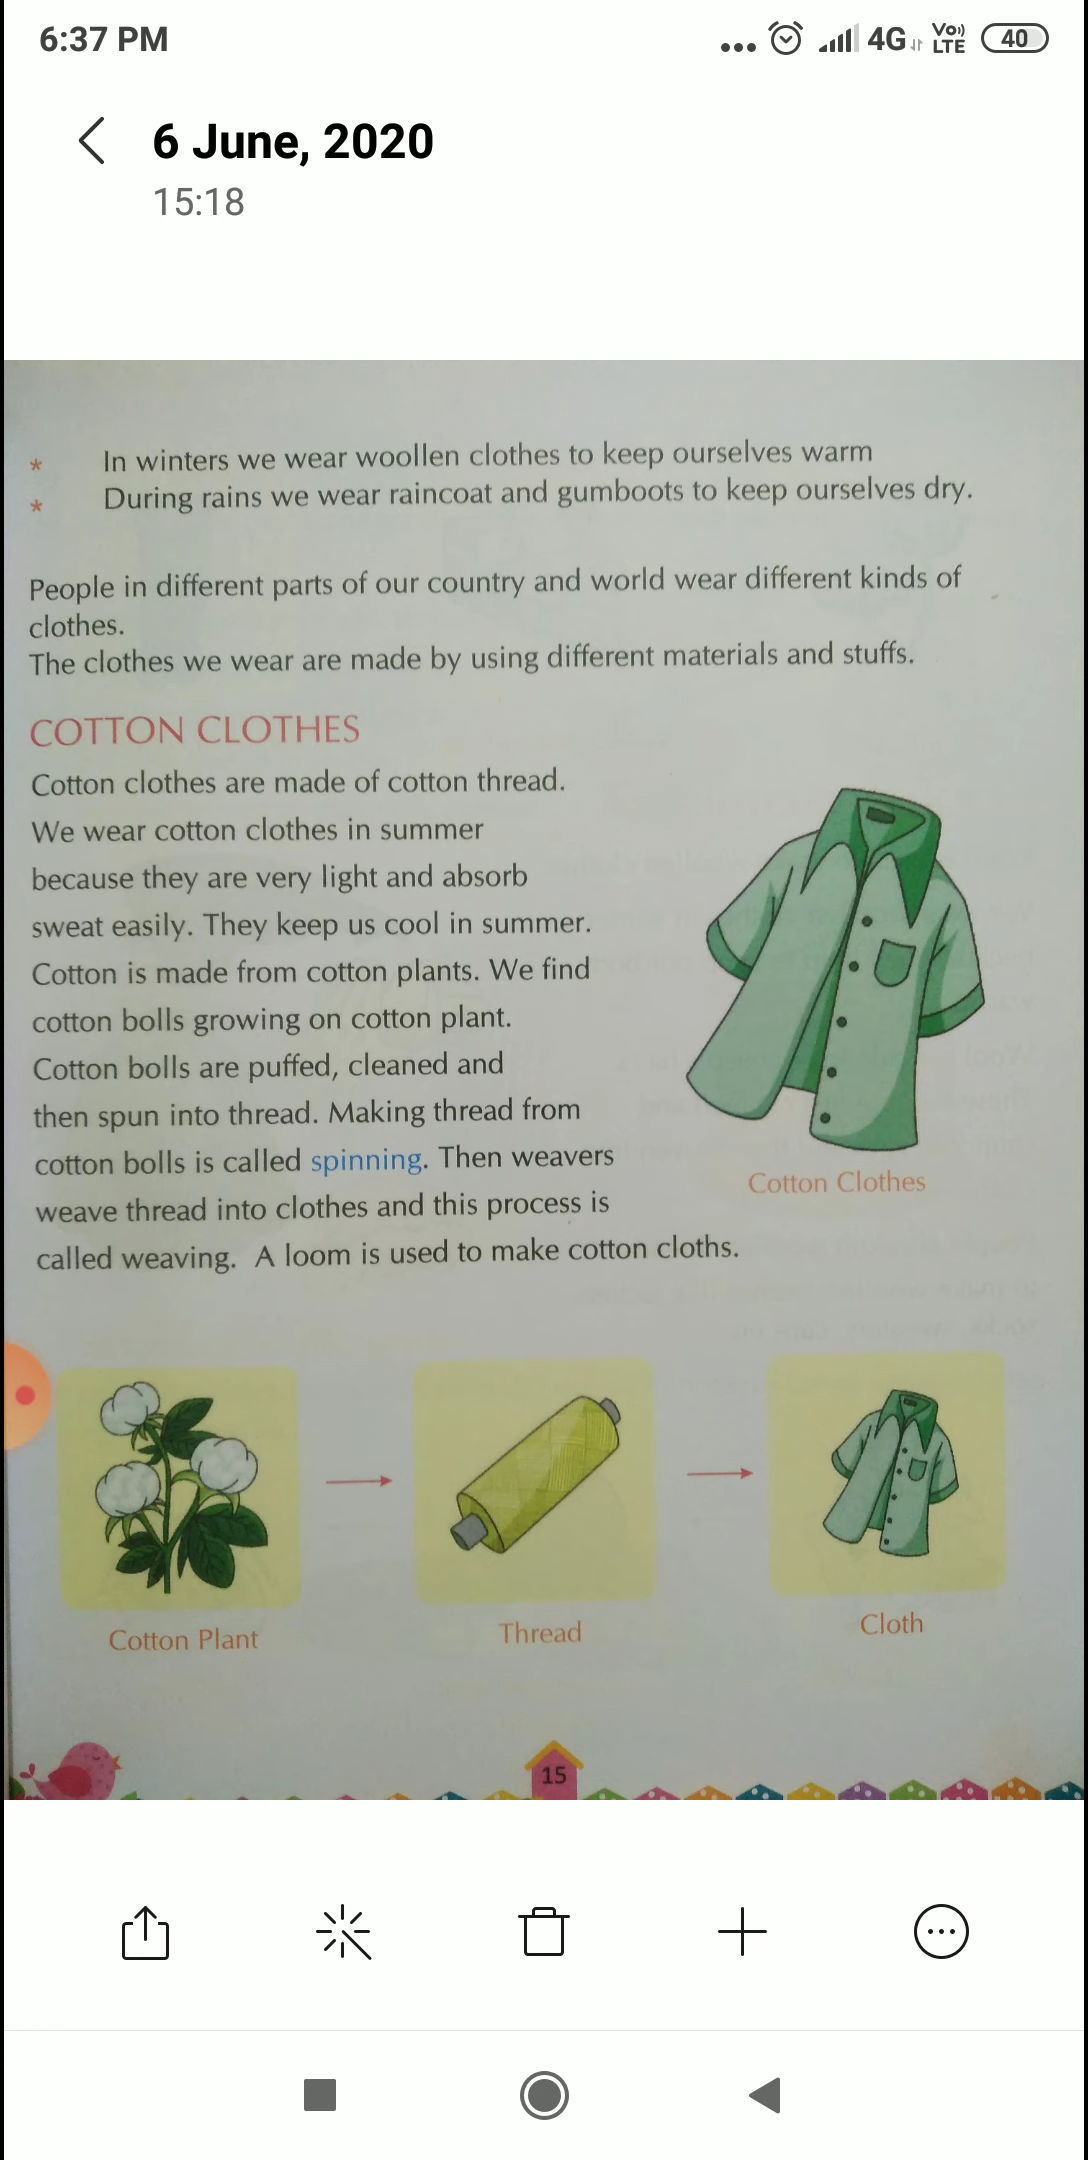 6:37 PM
4G
Vo)) LTE
40
6 June, 2020
15:18
* In winters we wear woollen clothes to keep ourselves warm
* During rains we wear raincoat and gumboots to keep ourselves dry.
People in different parts of our country and world wear different kinds of
clothes.
The clothes we wear are made by using different materials and stuffs.
COTTON CLOTHES
Cotton clothes are made of cotton thread.
We wear cotton clothes in summer
because they are very light and absorb
sweat easily. They keep us cool in summer.
Cotton is made from cotton plants. We find
cotton bolls growing on cotton plant.
Cotton bolls are puffed, cleaned and
then spun into thread. Making thread from
cotton bolls is called spinning. Then weavers
weave thread into clothes and this process is
called weaving. A loom is used to make cotton cloths.
Cotton Clothes
Cotton Plant
Thread
Cloth
15